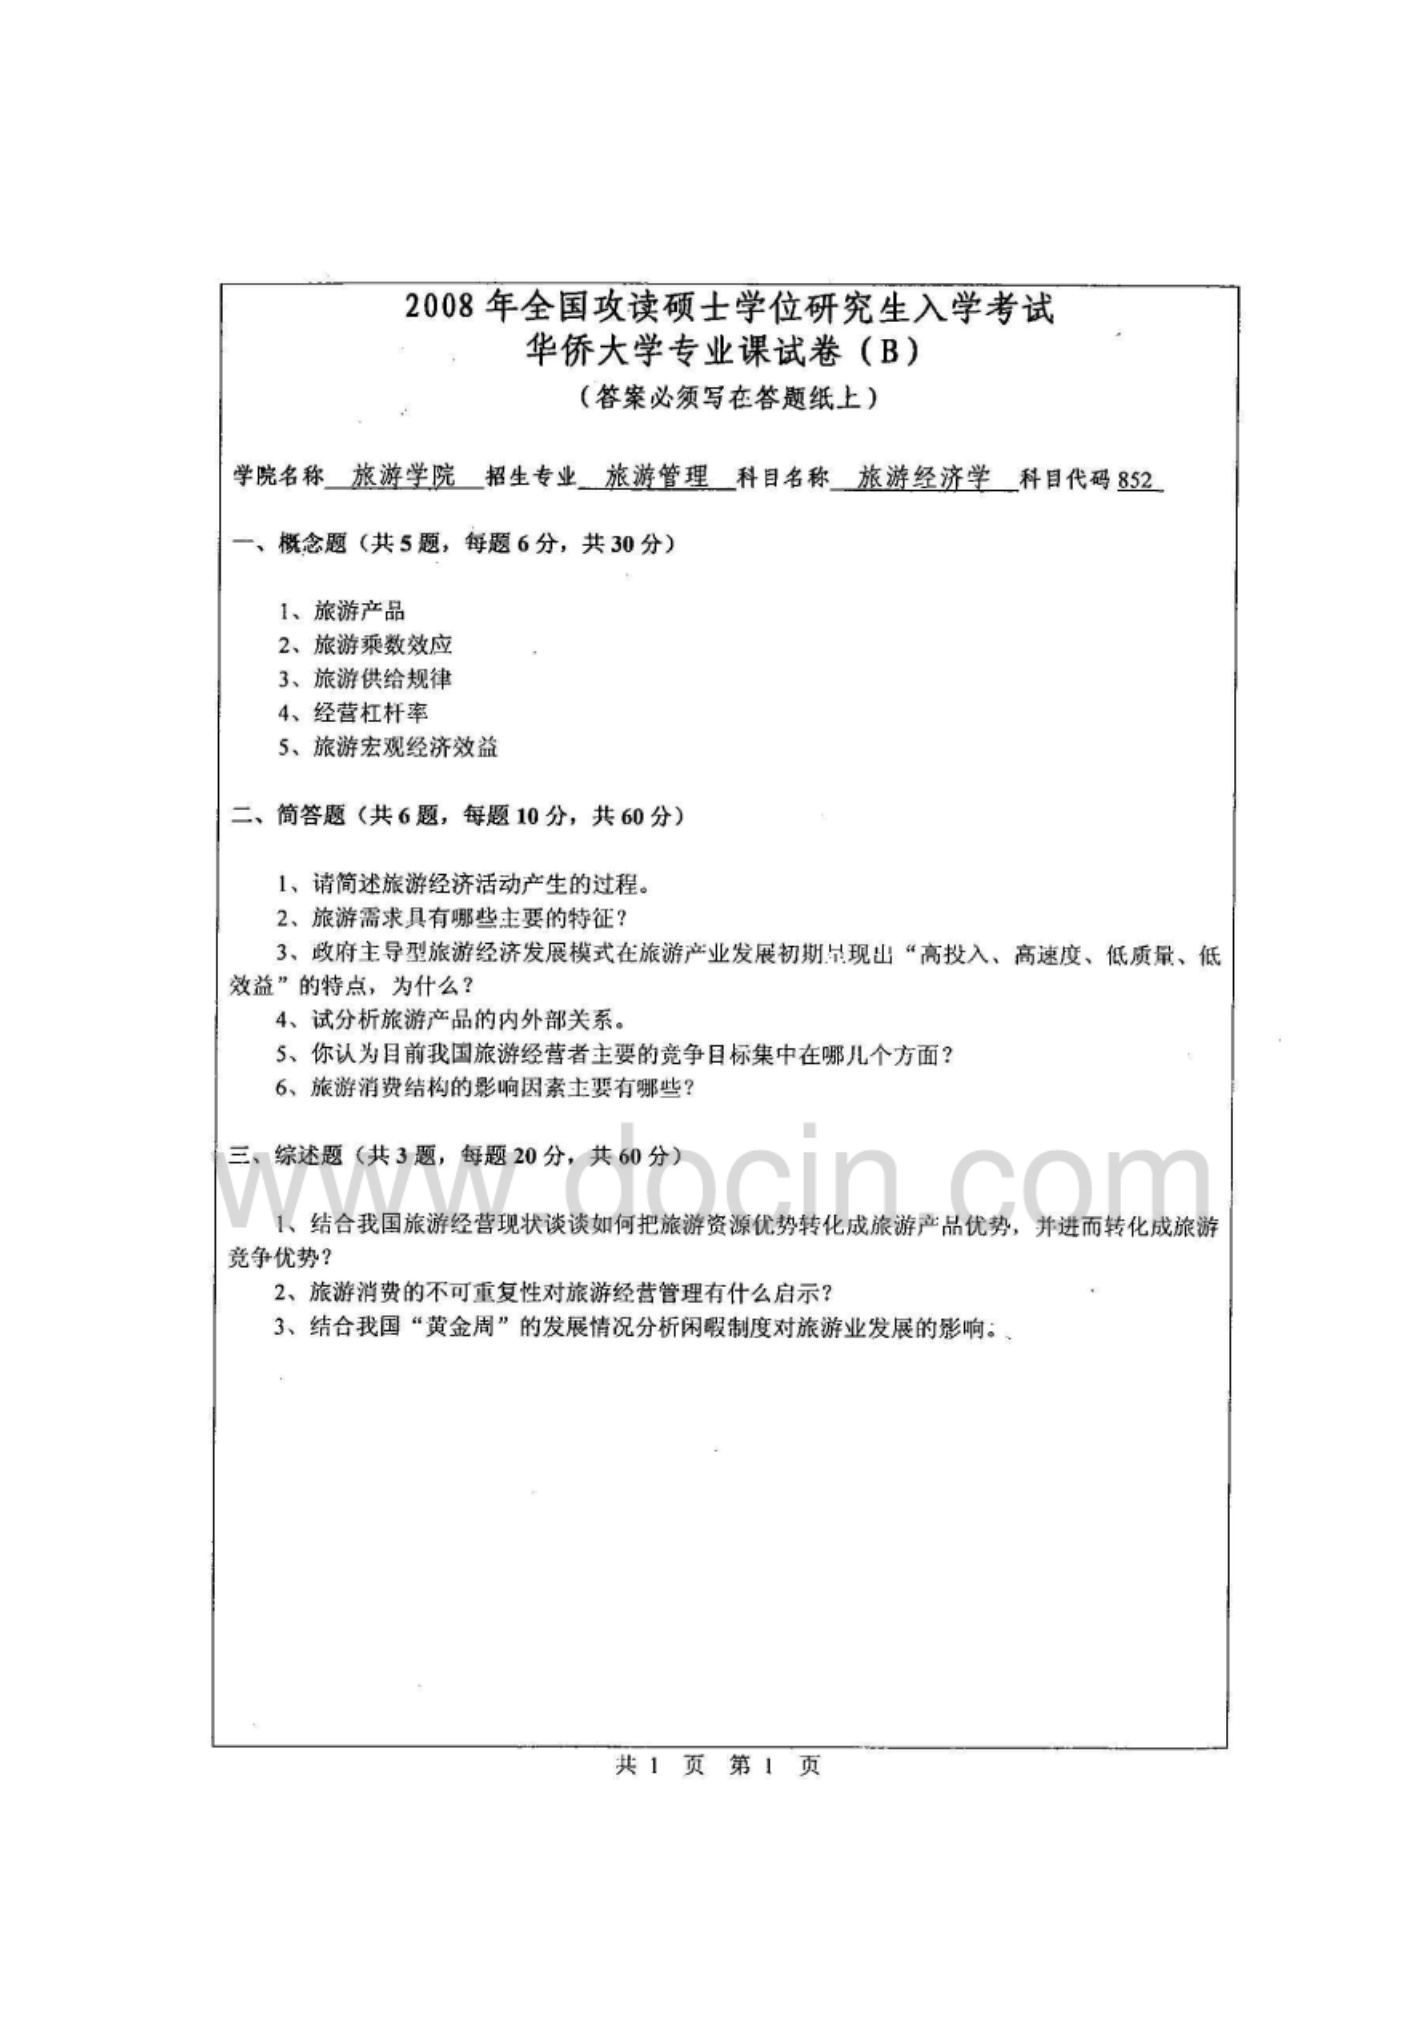 2008 年全国攻读硕士学位研究生入学考试
华侨大学专业课试卷（B）
（答案必须写在答题纸上）
学院名称 旅游学院 招生专业 旅游管理 科目名称 旅游经济学 科目代码 852
一、概念题（共 5 题，每题 6 分，共 30 分）
1、旅游产品
2、旅游乘数效应
3、旅游供给规律
4、经营杠杆率
5、旅游宏观经济效益
二、简答题（共 6 题，每题 10 分，共 60 分）
1、请简述旅游经济活动产生的过程。
2、旅游需求具有哪些主要的特征？
3、政府主导型旅游经济发展模式在旅游产业发展初期呈现出“高投入、高速度、低质量、低
效益”的特点，为什么？
4、试分析旅游产品的内外部关系。
5、你认为目前我国旅游经营者主要的竞争目标集中在哪几个方面？
6、旅游消费结构的影响因素主要有哪些？
三、综述题（共 3 题，每题 20 分，共 60 分）
www.docin.com
1、结合我国旅游经营现状谈谈如何把旅游资源优势转化成旅游产品优势，并进而转化成旅游
竞争优势？
2、旅游消费的不可重复性对旅游经营管理有什么启示？
3、结合我国“黄金周”的发展情况分析闲暇制度对旅游业发展的影响。
共 1 页 第 1 页